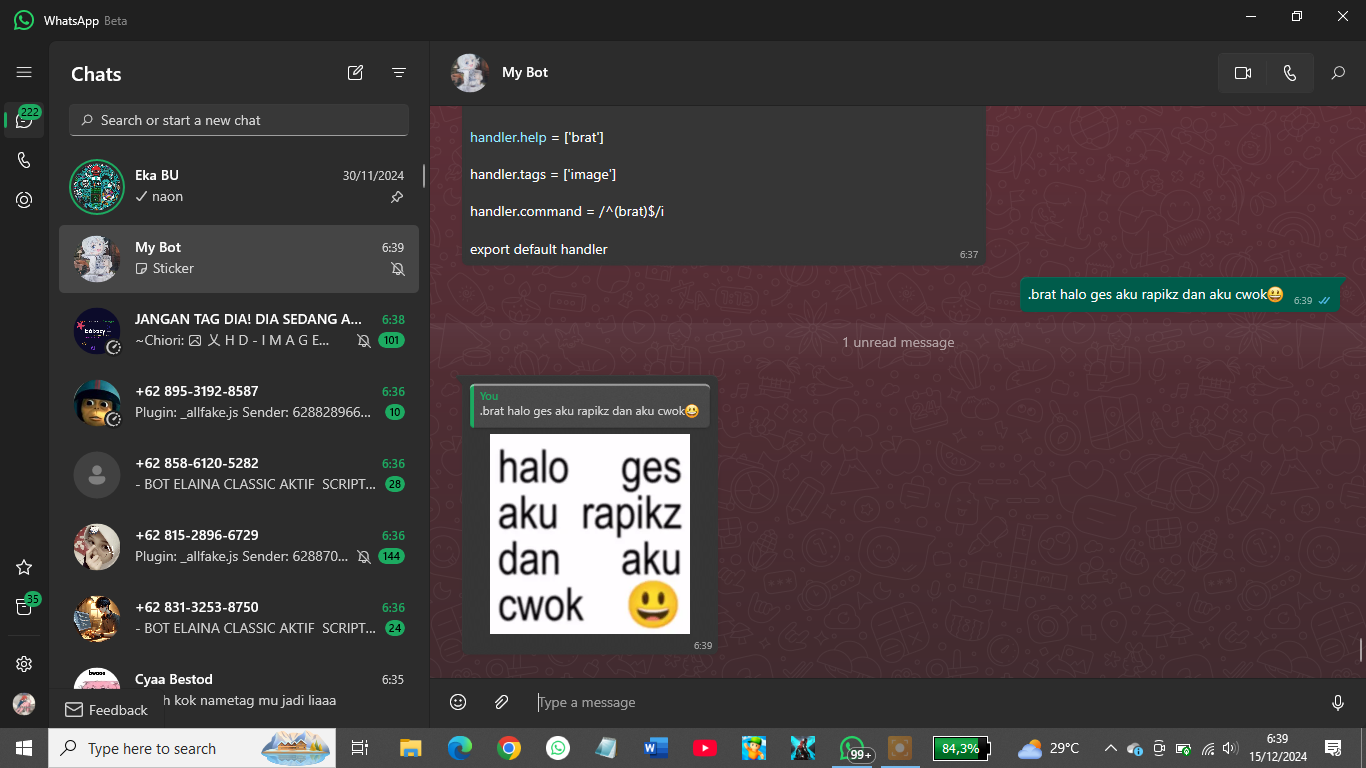 WhatsApp Beta
Chats
222
Search or start a new chat
Eka BU
30/11/2024
naon
My Bot
6:39
Sticker
JANGAN TAG DIA! DIA SEDANG A...
6:38
~Chiori: 乂 H D - I M A G E...
101
+62 895-3192-8587
6:36
Plugin: _allfake.js Sender: 628828966...
10
+62 858-6120-5282
6:36
- BOT ELAINA CLASSIC AKTIF SCRIPT...
28
+62 815-2896-6729
6:36
Plugin: _allfake.js Sender: 628870...
144
+62 831-3253-8750
6:36
- BOT ELAINA CLASSIC AKTIF SCRIPT...
24
35
Cyaa Bestod
6:35
h kok nametag mu jadi liaaa
Feedback
My Bot
handler.help = ['brat']
handler.tags = ['image']
handler.command = /^(brat)$/i
export default handler
6:37
.brat halo ges aku rapikz dan aku cwok😃
6:39
1 unread message
You
.brat halo ges aku rapikz dan aku cwok😃
halo ges
aku rapikz
dan aku
cwok 😃
6:39
Type a message
Type here to search
99+
84,3%
29°C
6:39
15/12/2024